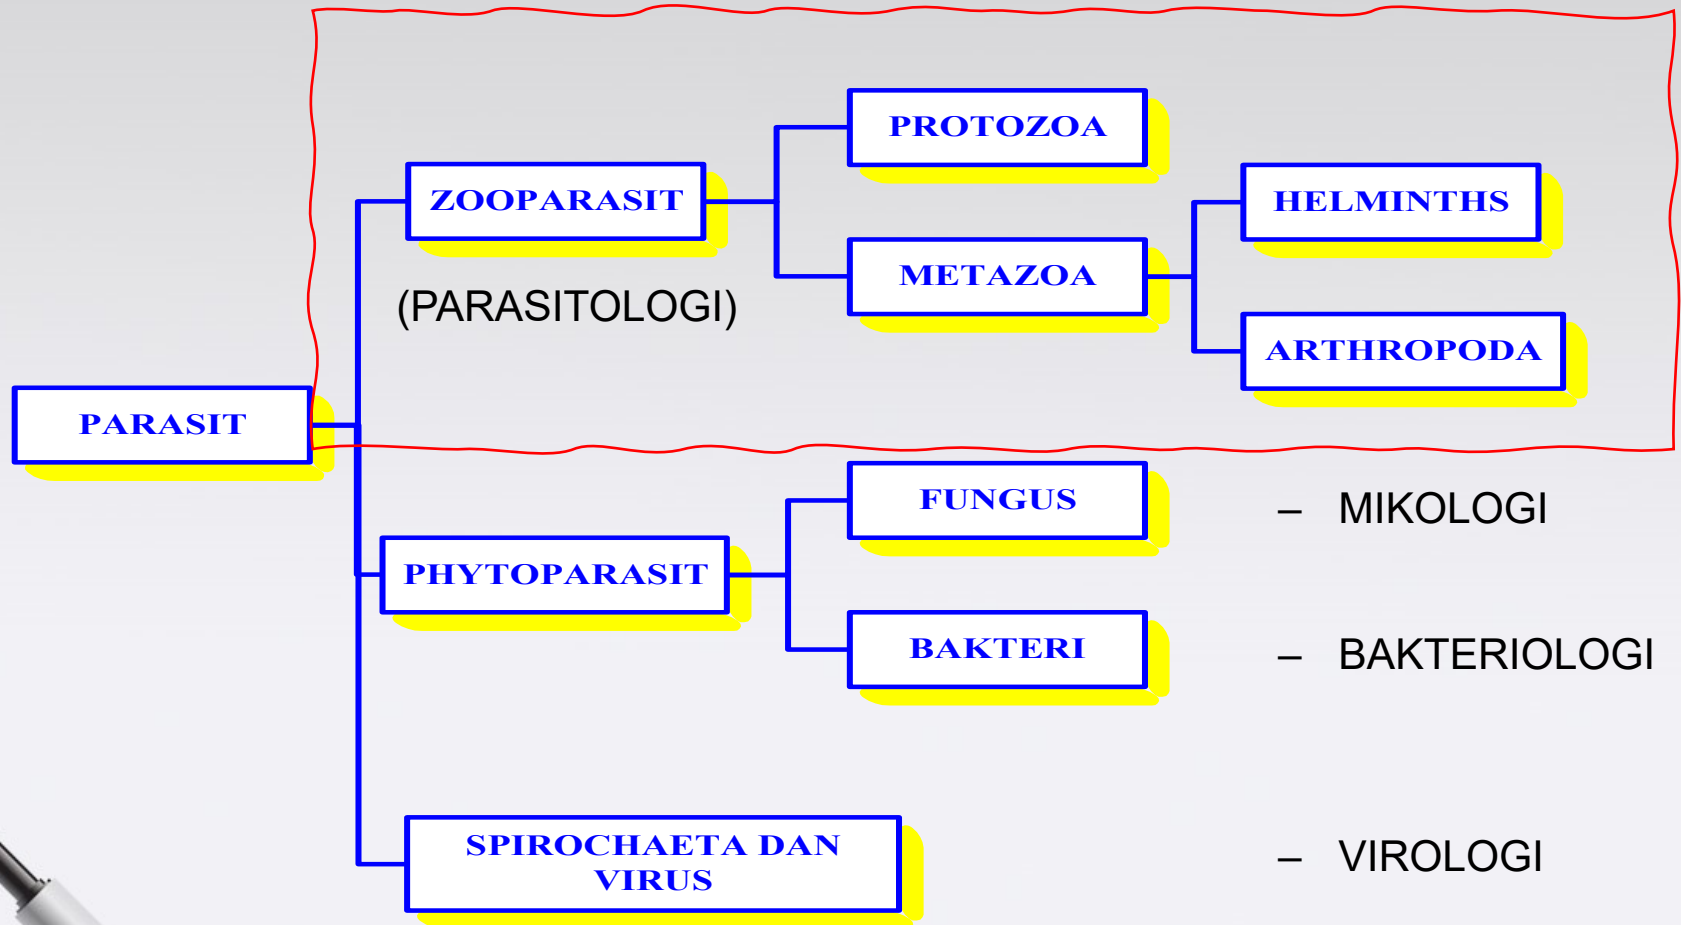 PROTOZOA
ZOOPARASIT
HELMINTHS
METAZOA
(PARASITOLOGI)
ARTHROPODA
PARASIT
FUNGUS
– MIKOLOGI
PHYTOPARASIT
BAKTERI
– BAKTERIOLOGI
SPIROCHAETA DAN
VIRUS
– VIROLOGI